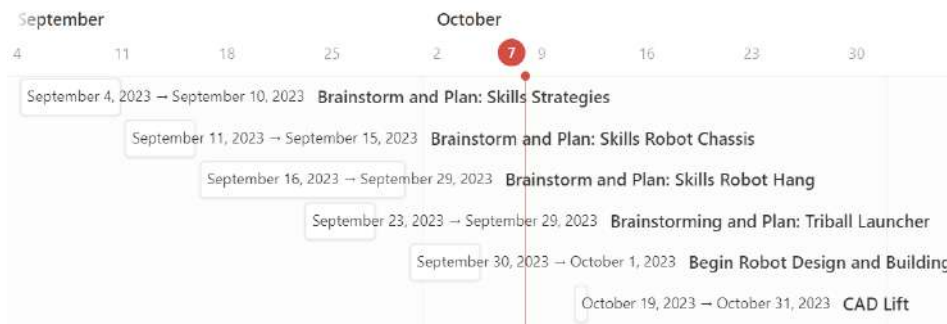 September October
4 11 18 25 2 7 9 16 23 30
September 4, 2023 → September 10, 2023 Brainstorm and Plan: Skills Strategies
September 11, 2023 → September 15, 2023 Brainstorm and Plan: Skills Robot Chassis
September 16, 2023 → September 29, 2023 Brainstorm and Plan: Skills Robot Hang
September 23, 2023 → September 29, 2023 Brainstorming and Plan: Triball Launcher
September 30, 2023 → October 1, 2023 Begin Robot Design and Building
October 19, 2023 → October 31, 2023 CAD Lift